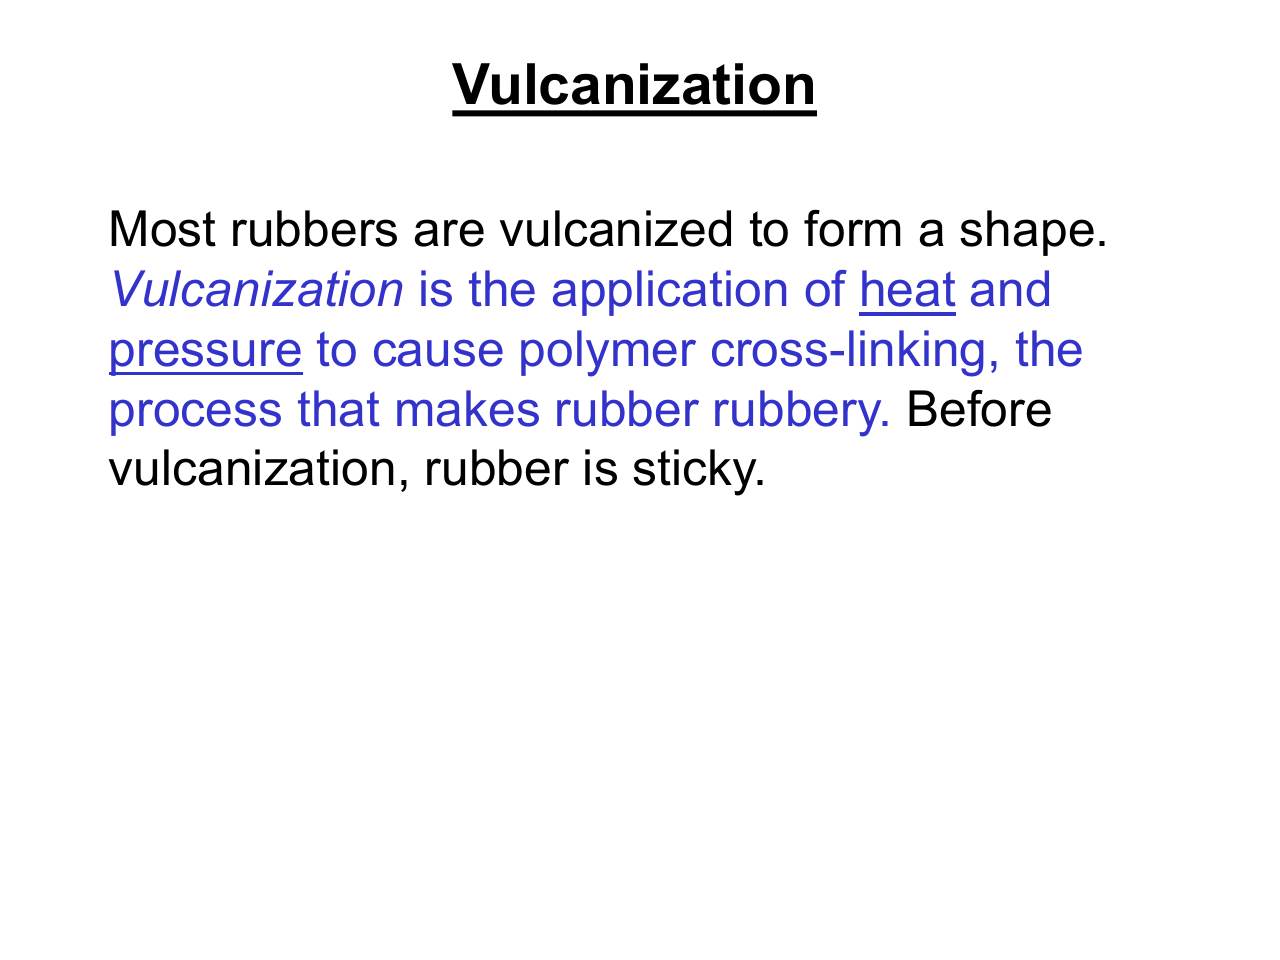 Vulcanization
Most rubbers are vulcanized to form a shape.
Vulcanization is the application of heat and
pressure to cause polymer cross-linking, the
process that makes rubber rubbery. Before
vulcanization, rubber is sticky.